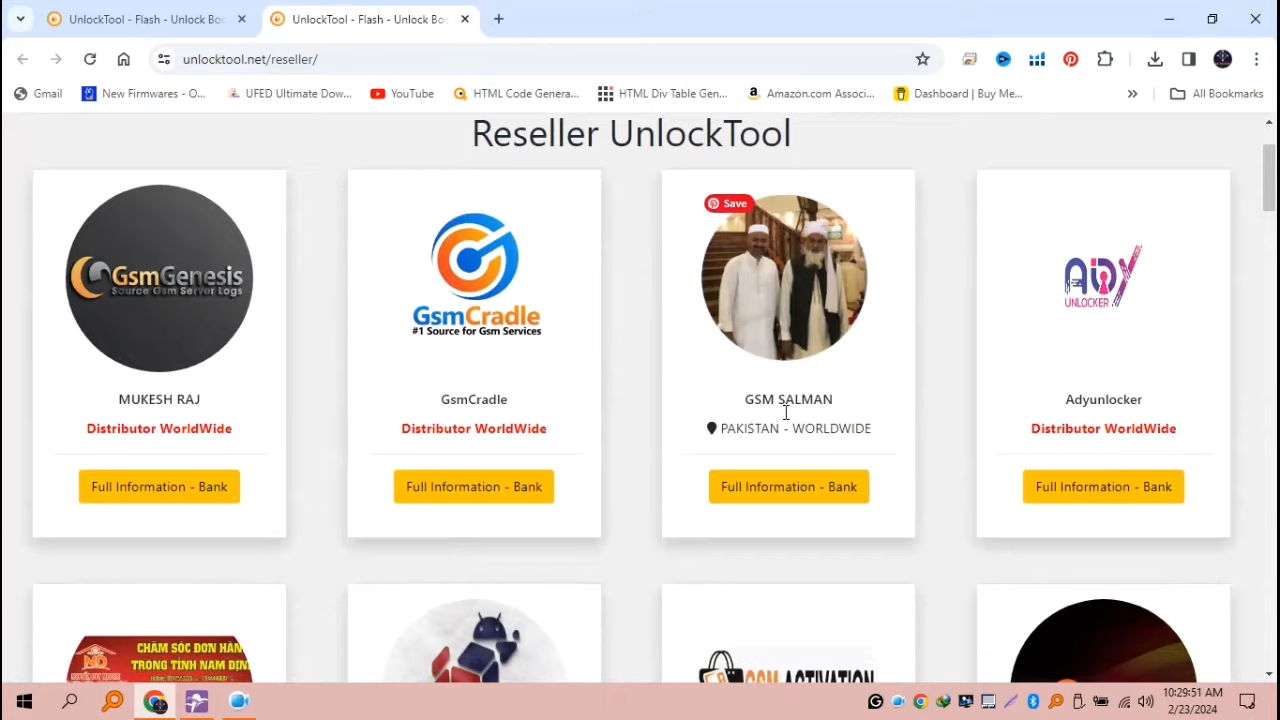 UnlockTool - Flash - Unlock Bo
UnlockTool - Flash - Unlock Bo
unlocktool.net/reseller/
Gmail
New Firmwares - O...
UFED Ultimate Dow...
YouTube
HTML Code Genera...
HTML Div Table Gen...
Amazon.com Associ...
Dashboard | Buy Me...
All Bookmarks
Reseller UnlockTool
GsmGenesis
Source Gsm Server Logs
MUKESH RAJ
Distributor WorldWide
Full Information - Bank
GsmCradle
#1 Source for Gsm Services
GsmCradle
Distributor WorldWide
Full Information - Bank
Save
GSM SALMAN
PAKISTAN - WORLDWIDE
Full Information - Bank
ADY
UNLOCKER
Adyunlocker
Distributor WorldWide
Full Information - Bank
CHĂM SÓC ĐƠN HÀN
TRONG TỈNH NAM ĐỊN
GSM ACTIVATION
10:29:51 AM
2/23/2024